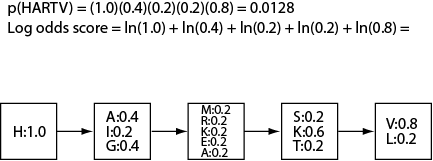 p(HARTV) = (1.0)(0.4)(0.2)(0.2)(0.8) = 0.0128
Log odds score = ln(1.0) + ln(0.4) + ln(0.2) + ln(0.2) + ln(0.8) =
H:1.0
A:0.4
I:0.2
G:0.4
M:0.2
R:0.2
K:0.2
E:0.2
A:0.2
S:0.2
K:0.6
T:0.2
V:0.8
L:0.2